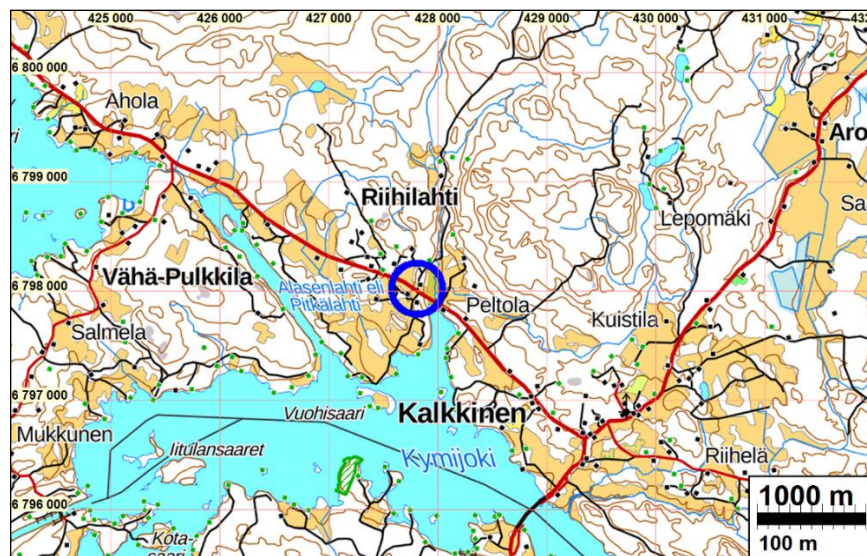 425 000 426 000 427 000 428 000 429 000 430 000 431 000 432
6 800 000
Ahola
Aro
ri
6 799 000
Riihilahti
Lepomäki
Sa
Vähä-Pulkkila
Alasenlahti eli
Pitkälahti
6 798 000
Peltola
Kuistila
Salmela
6 797 000
Vuohisaari
Kalkkinen
Mukkunen
Iitulansaaret
Kymijoki
Riihelä
6 796 000
Kota-
saari
1000 m
100 m